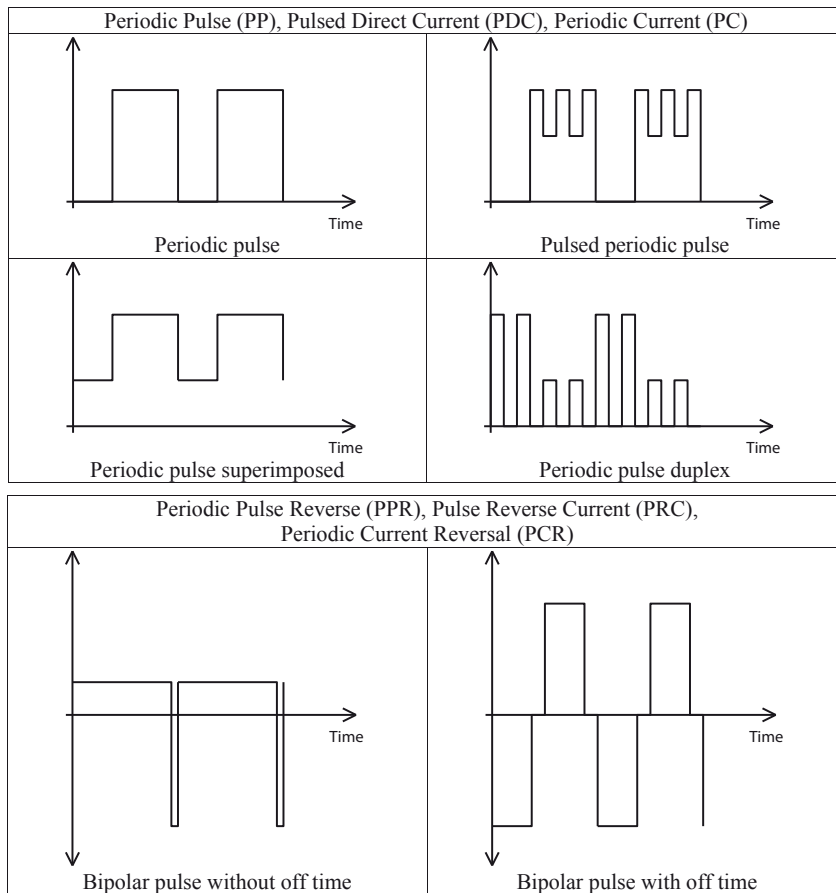 Periodic Pulse (PP), Pulsed Direct Current (PDC), Periodic Current (PC)
Time
Periodic pulse
Time
Pulsed periodic pulse
Time
Periodic pulse superimposed
Time
Periodic pulse duplex
Periodic Pulse Reverse (PPR), Pulse Reverse Current (PRC),
Periodic Current Reversal (PCR)
Time
Bipolar pulse without off time
Time
Bipolar pulse with off time